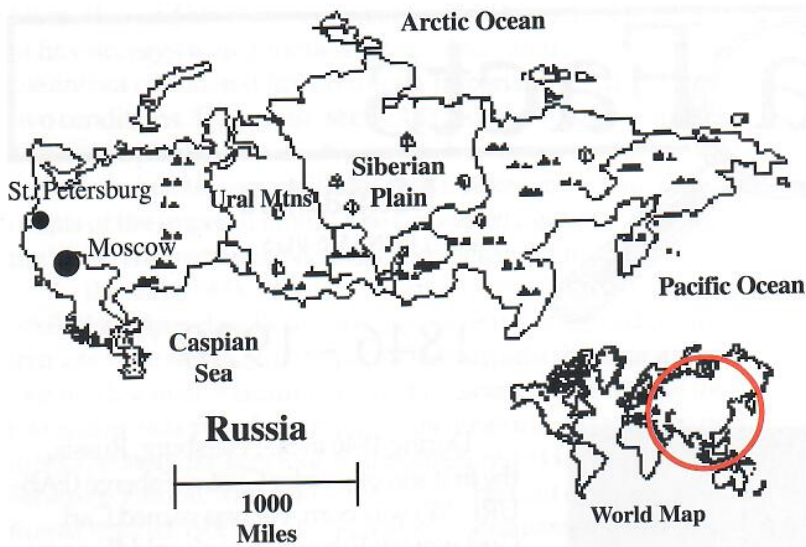 Arctic Ocean
St. Petersburg
Ural Mtns
Siberian
Plain
Moscow
Pacific Ocean
Caspian
Sea
Russia
1000
Miles
World Map